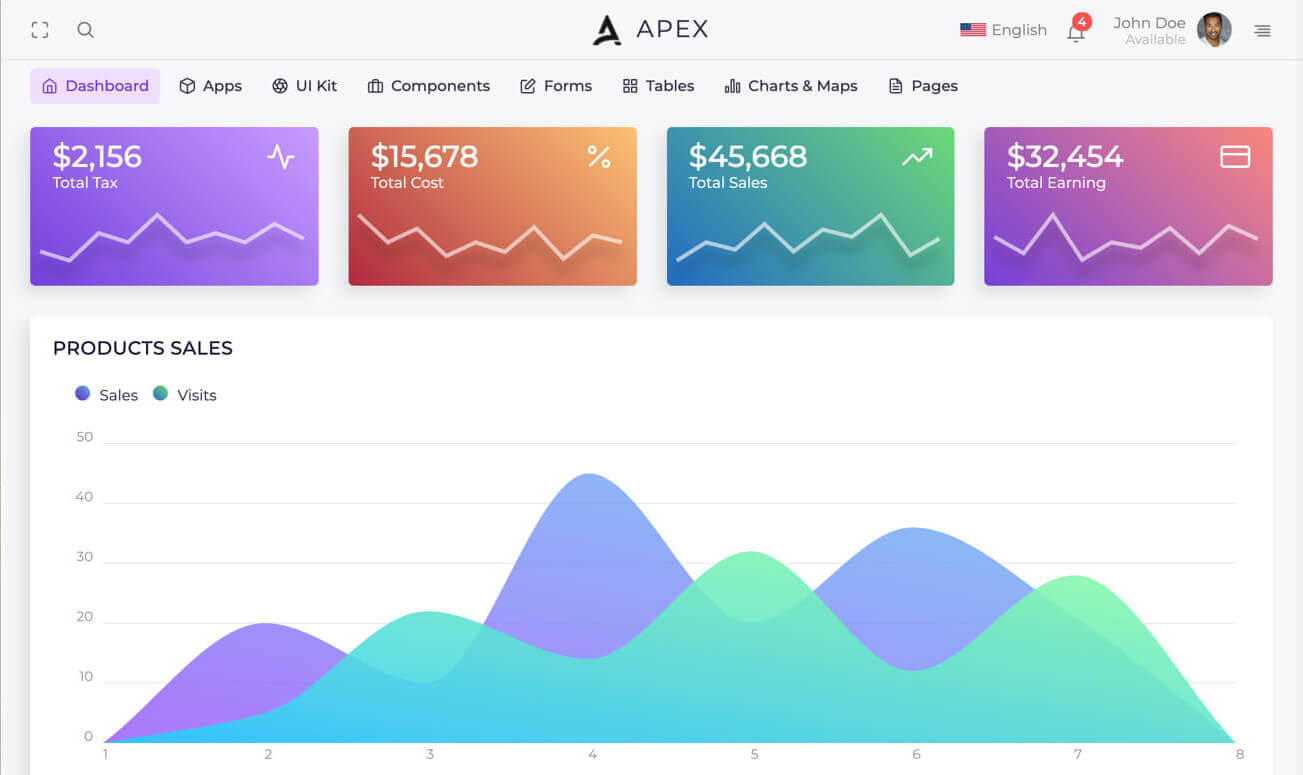 APEX
English
4
John Doe
Available
Dashboard Apps UI Kit Components Forms Tables Charts & Maps Pages
$2,156
Total Tax
$15,678
Total Cost
$45,668
Total Sales
$32,454
Total Earning
PRODUCTS SALES
Sales Visits
50
40
30
20
10
0
1 2 3 4 5 6 7 8